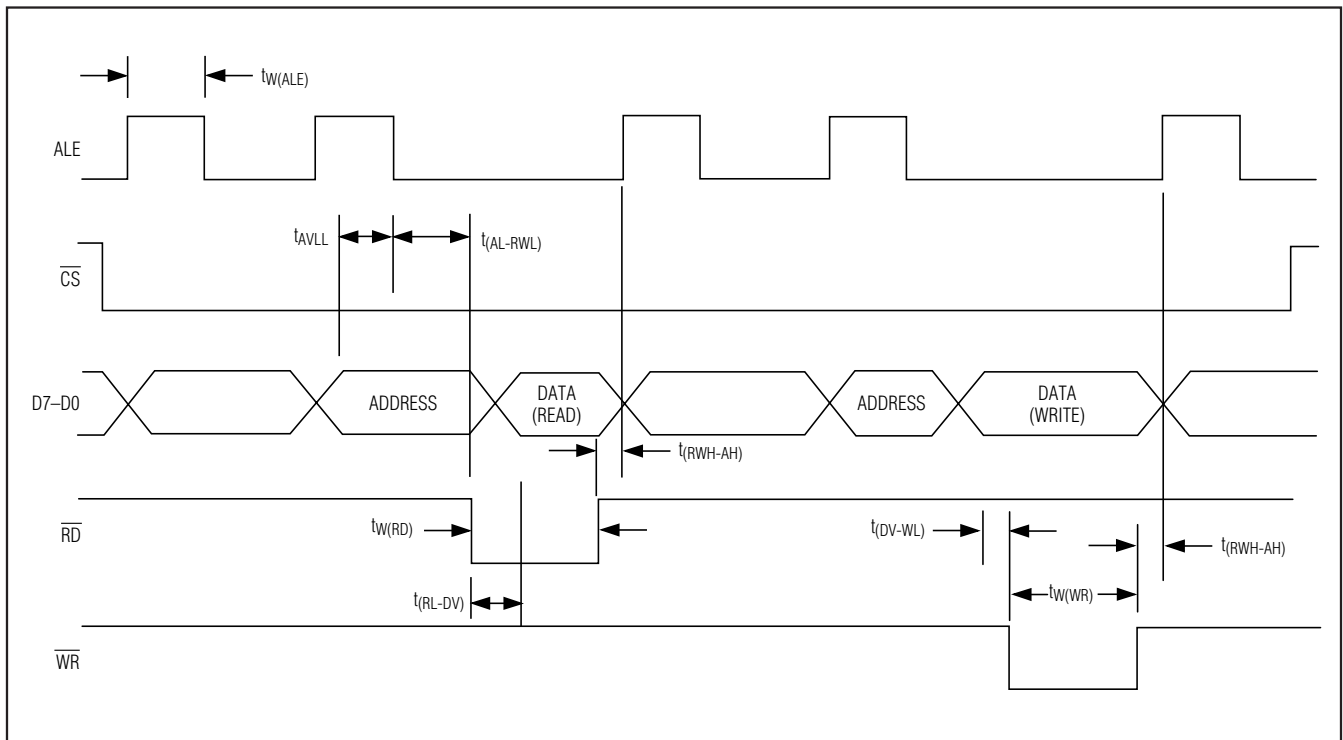 tW(ALE)
ALE
tAVLL
t(AL-RWL)
CS
D7–D0
ADDRESS
DATA
(READ)
ADDRESS
DATA
(WRITE)
t(RWH-AH)
RD
tW(RD)
t(DV-WL)
t(RWH-AH)
t(RL-DV)
tW(WR)
WR